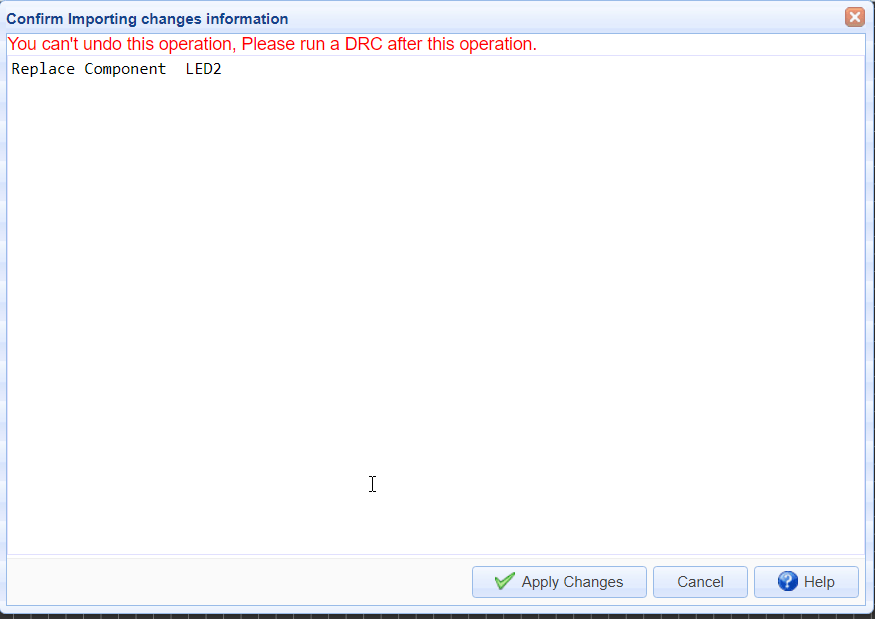 Confirm Importing changes information
You can't undo this operation, Please run a DRC after this operation.
Replace Component  LED2
Apply Changes
Cancel
Help